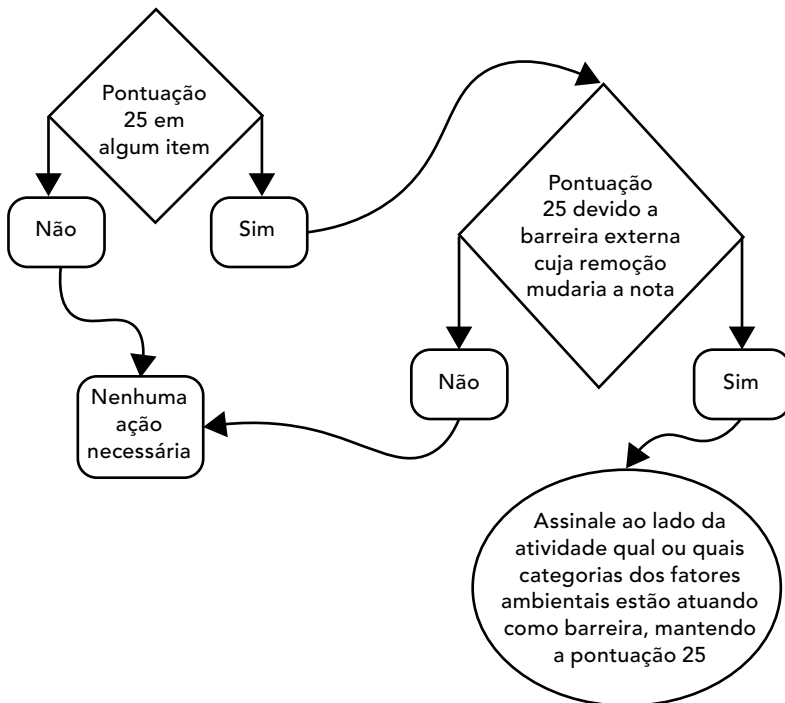 Pontuação
25 em
algum item
Não
Sim
Pontuação
25 devido a
barreira externa
cuja remoção
mudaria a nota
Não
Sim
Nenhuma
ação
necessária
Assinale ao lado da
atividade qual ou quais
categorias dos fatores
ambientais estão atuando
como barreira, mantendo
a pontuação 25